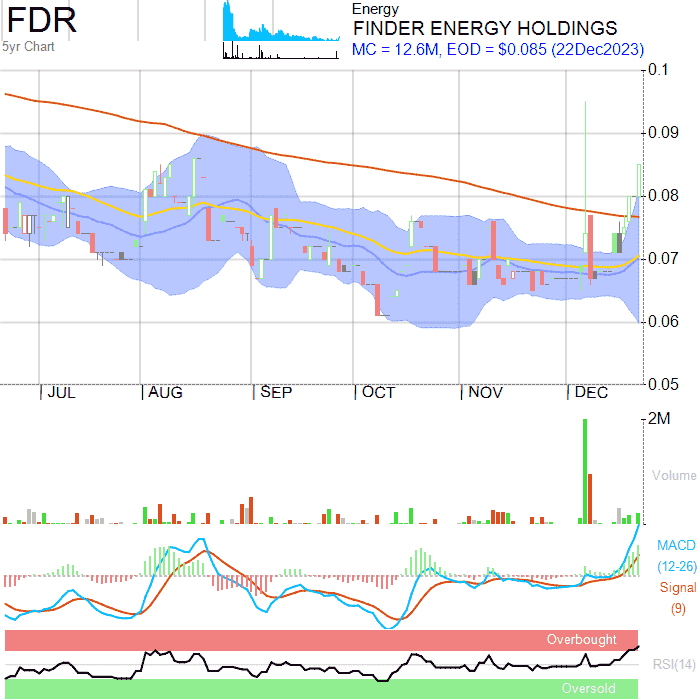 FDR
5yr Chart
Energy
FINDER ENERGY HOLDINGS
MC = 12.6M, EOD = $0.085 (22Dec2023)
0.1
0.09
0.08
0.07
0.06
0.05
JUL AUG SEP OCT NOV DEC
2M
Volume
MACD
(12-26)
Signal
(9)
Overbought
RSI(14)
Oversold